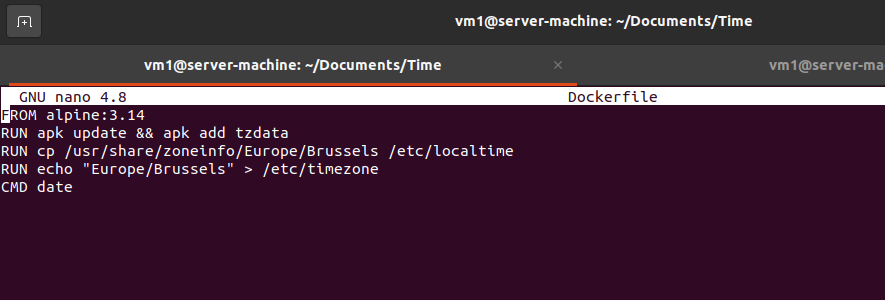 vm1@server-machine: ~/Documents/Time
vm1@server-machine: ~/Documents/Time
vm1@server-ma
GNU nano 4.8 Dockerfile
FROM alpine:3.14
RUN apk update && apk add tzdata
RUN cp /usr/share/zoneinfo/Europe/Brussels /etc/localtime
RUN echo "Europe/Brussels" > /etc/timezone
CMD date